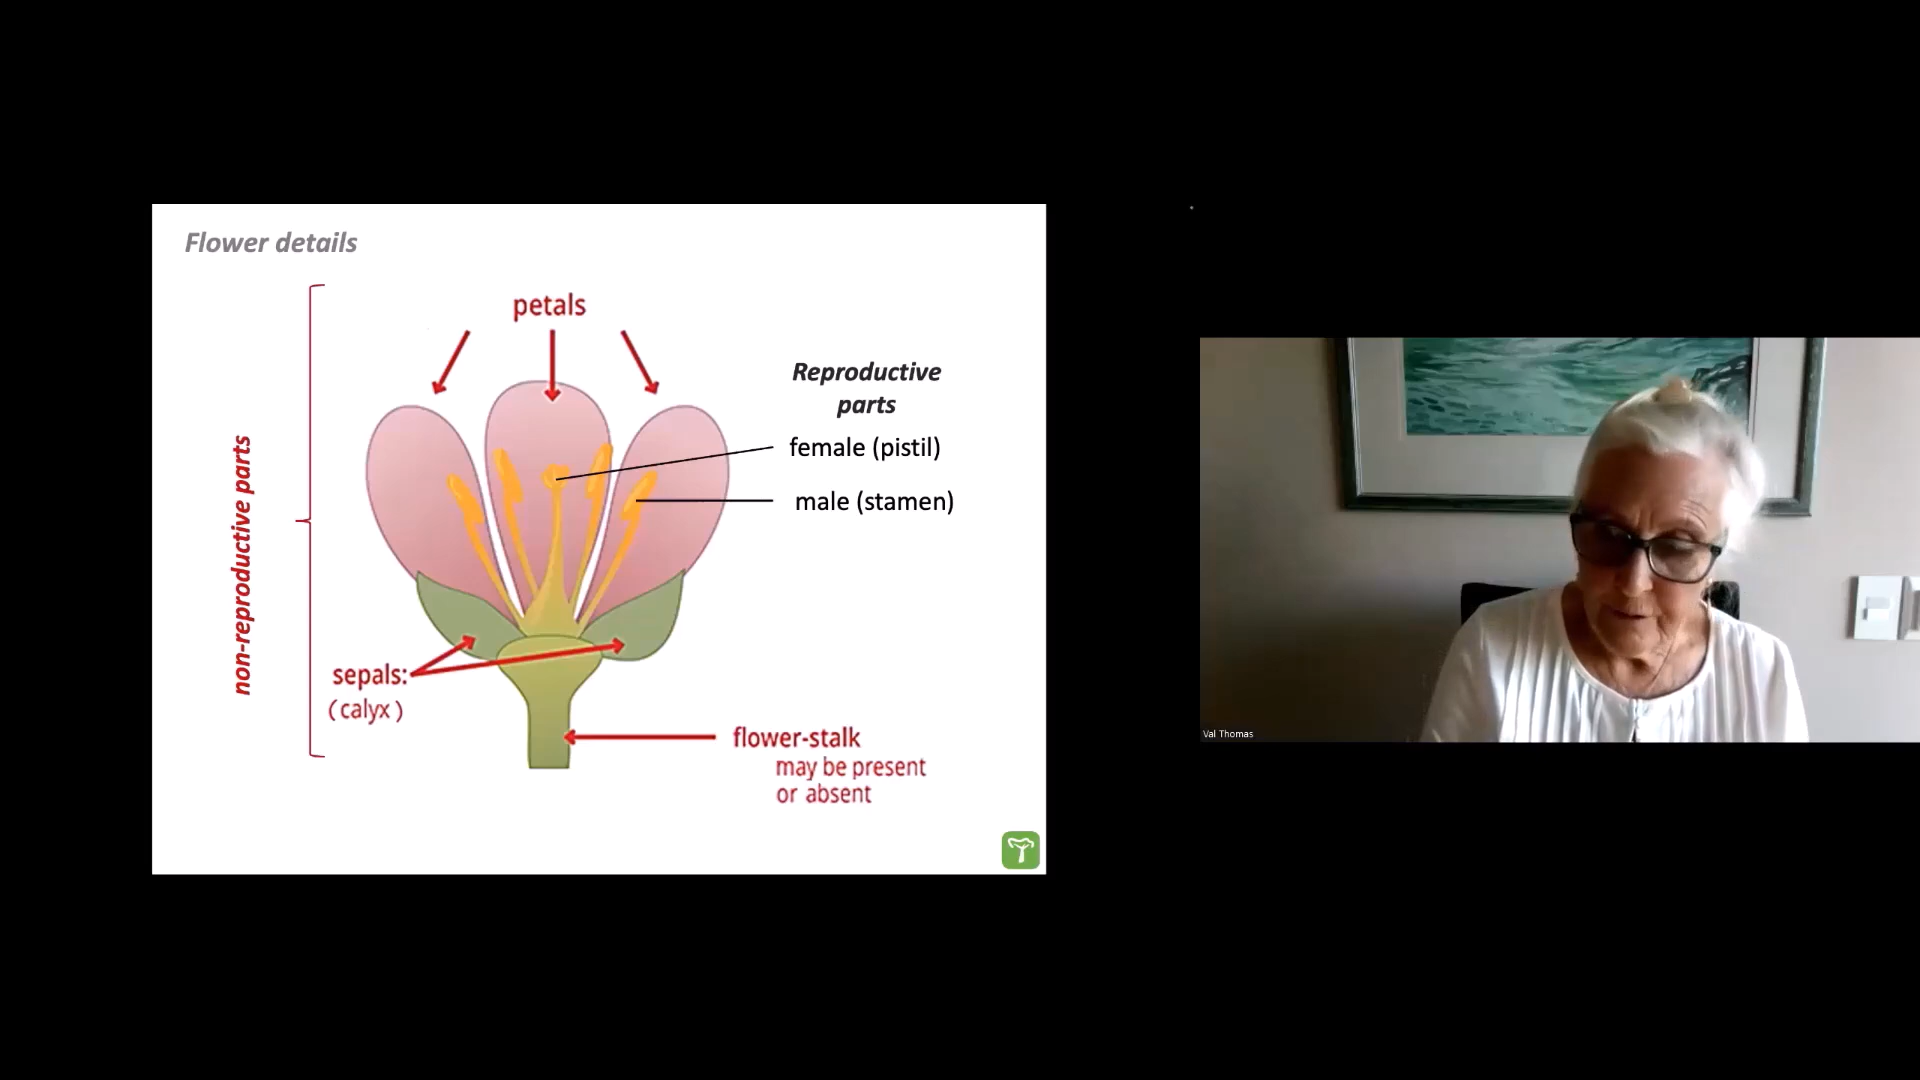 Flower details
petals
non-reproductive parts
Reproductive
parts
female (pistil)
male (stamen)
sepals:
(calyx)
flower-stalk
may be present
or absent
Val Thomas